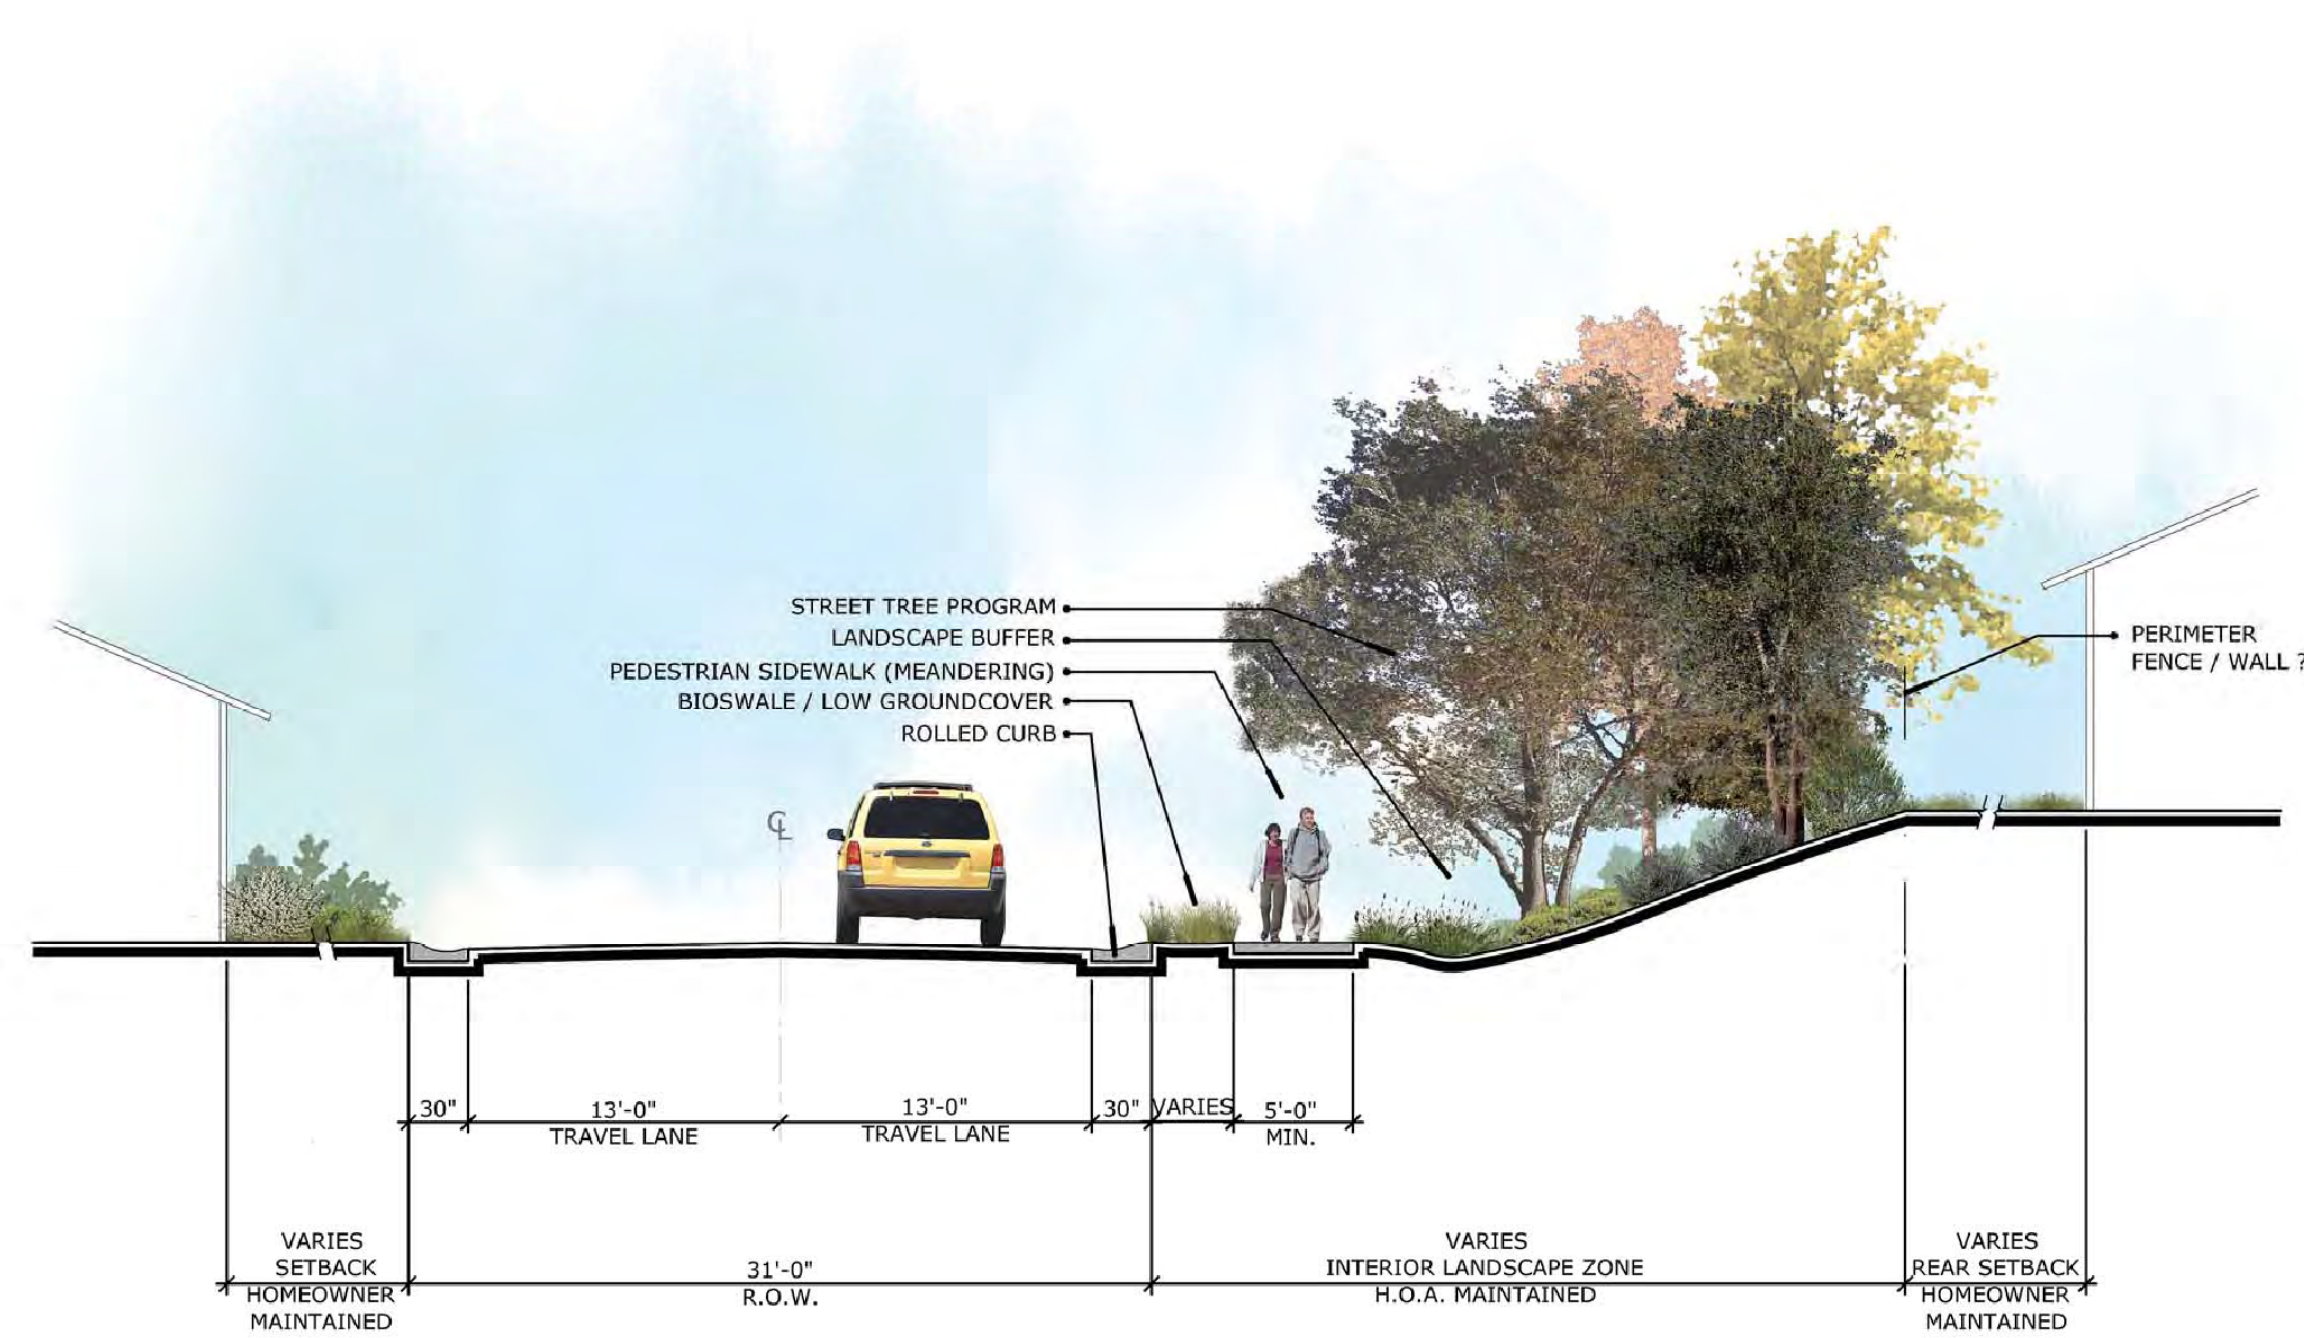 STREET TREE PROGRAM
LANDSCAPE BUFFER
PEDESTRIAN SIDEWALK (MEANDERING)
BIOSWALE / LOW GROUNDCOVER
ROLLED CURB
PERIMETER
FENCE / WALL ?
CL
30"
13'-0"
TRAVEL LANE
13'-0"
TRAVEL LANE
30"
VARIES
5'-0"
MIN.
VARIES
SETBACK
HOMEOWNER
MAINTAINED
31'-0"
R.O.W.
VARIES
INTERIOR LANDSCAPE ZONE
H.O.A. MAINTAINED
VARIES
REAR SETBACK
HOMEOWNER
MAINTAINED